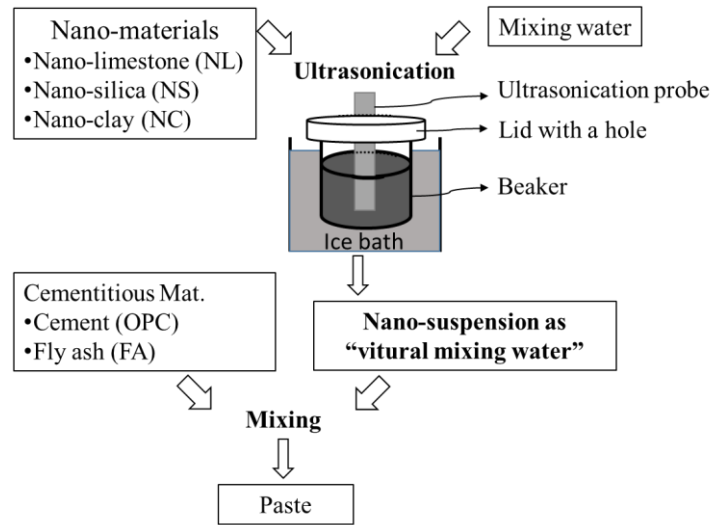 Nano-materials
•Nano-limestone (NL)
•Nano-silica (NS)
•Nano-clay (NC)
Mixing water
Ultrasonication
Ultrasonication probe
Lid with a hole
Beaker
Ice bath
Cementitious Mat.
•Cement (OPC)
•Fly ash (FA)
Nano-suspension as
“vitural mixing water”
Mixing
Paste